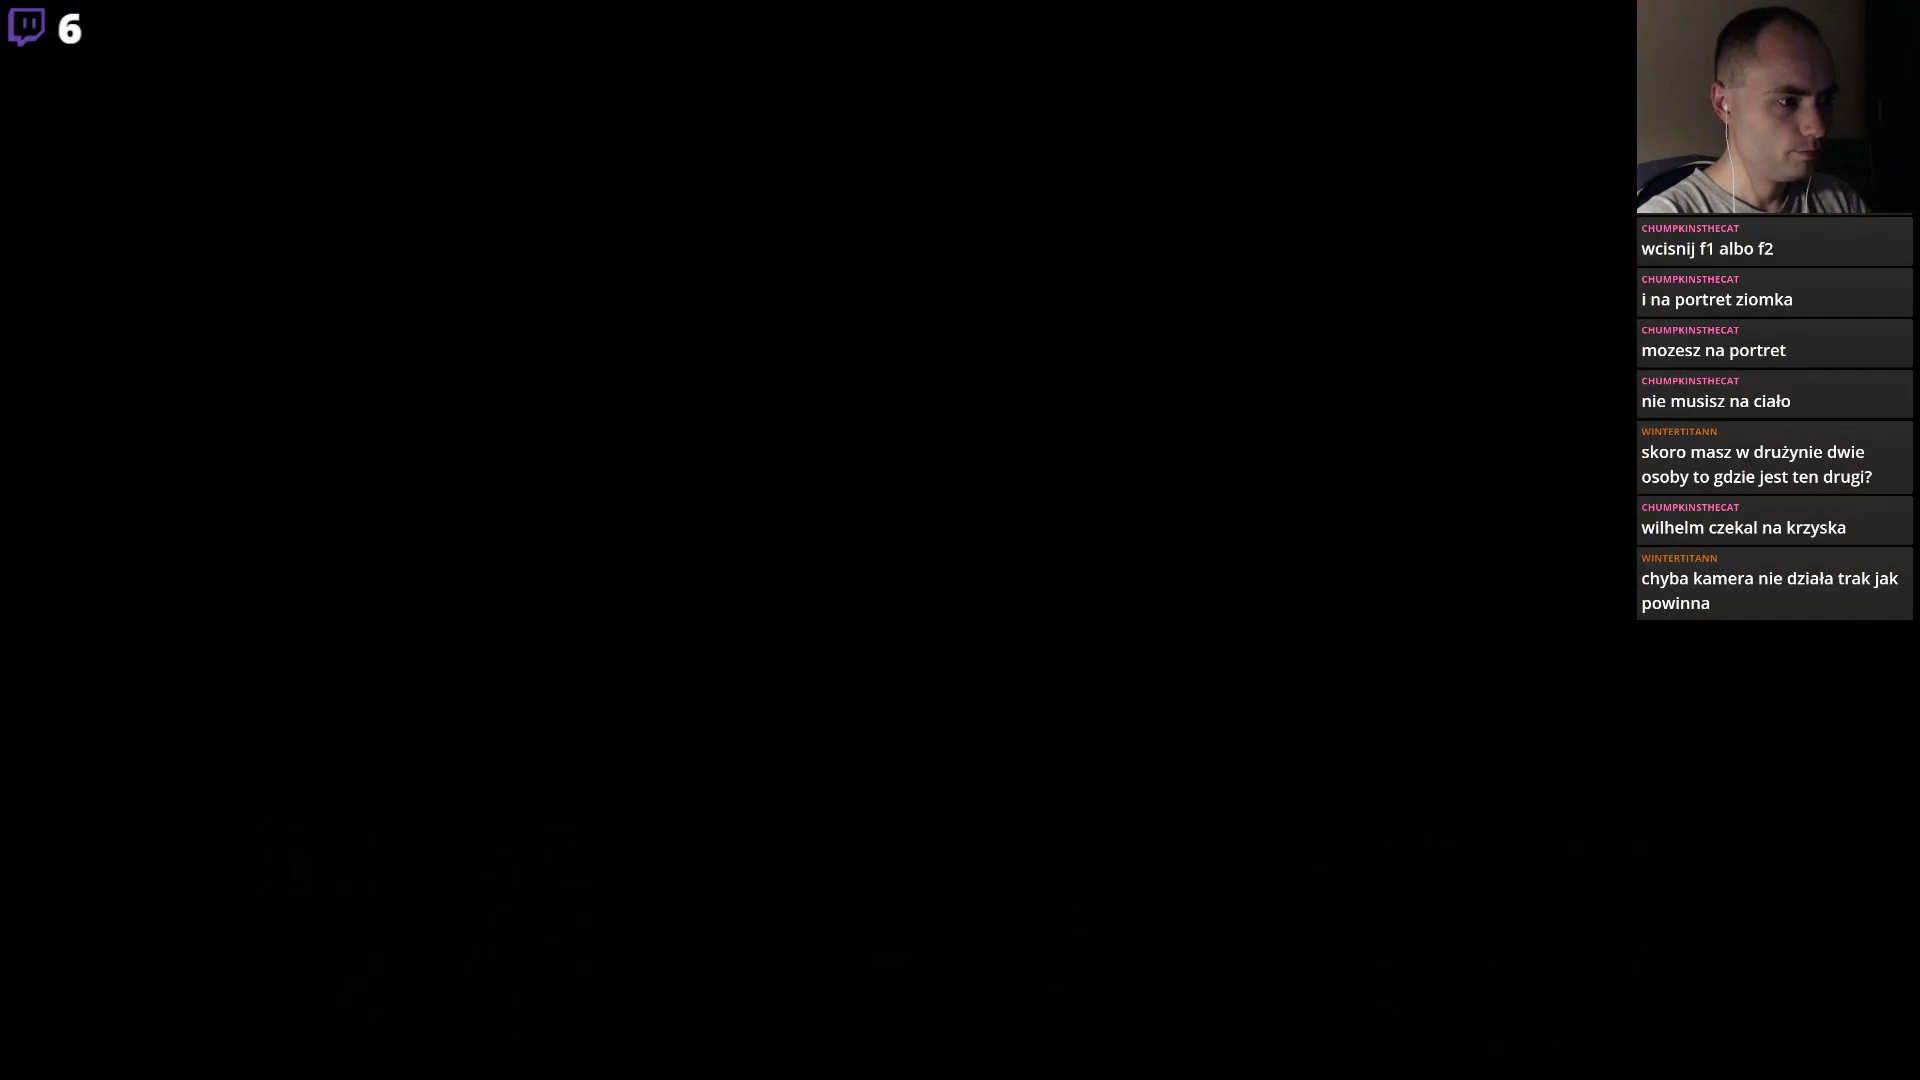 6
CHUMPKINSTHECAT
wcisnij f1 albo f2
CHUMPKINSTHECAT
i na portret ziomka
CHUMPKINSTHECAT
mozesz na portret
CHUMPKINSTHECAT
nie musisz na ciało
WINTERTITANN
skoro masz w drużynie dwie
osoby to gdzie jest ten drugi?
CHUMPKINSTHECAT
wilhelm czekal na krzyska
WINTERTITANN
chyba kamera nie działa trak jak
powinna